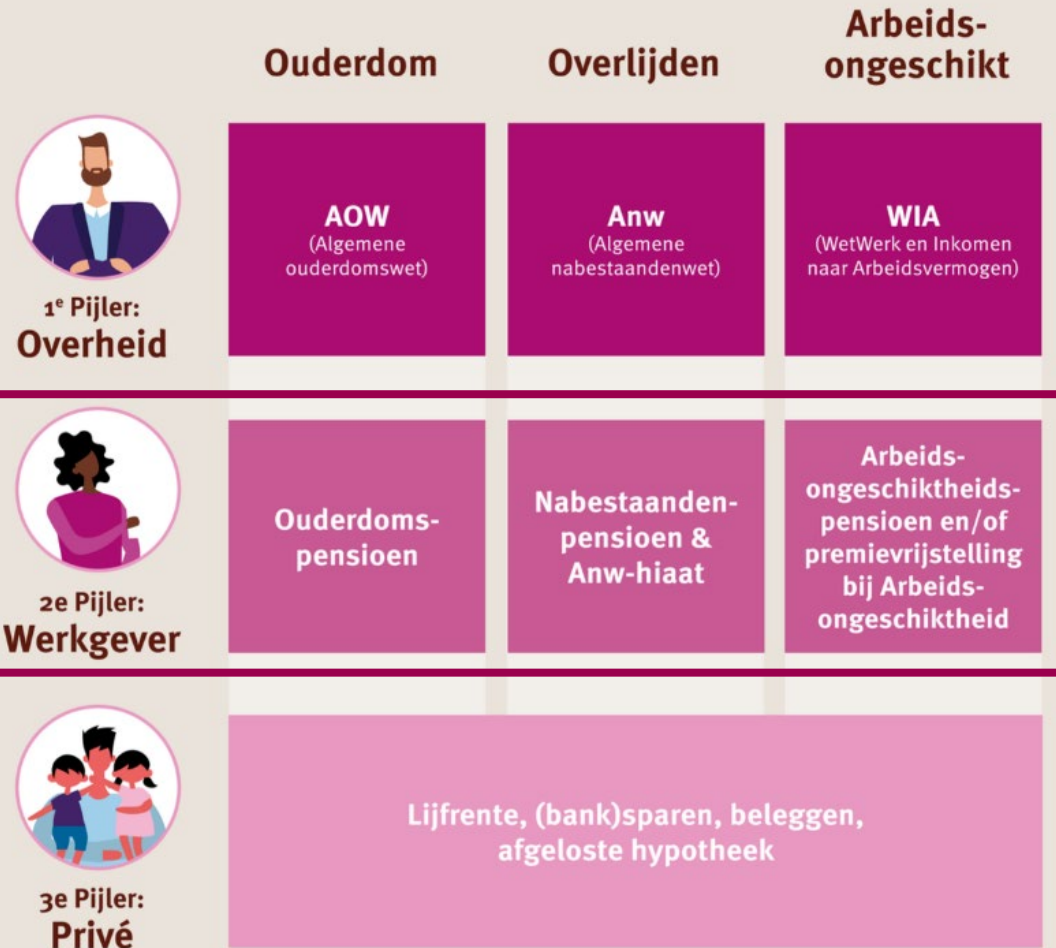 Ouderdom
Overlijden
Arbeids-
ongeschikt
1e Pijler:
Overheid
AOW
(Algemene
ouderdomswet)
Anw
(Algemene
nabestaandenwet)
WIA
(WetWerk en Inkomen
naar Arbeidsvermogen)
2e Pijler:
Werkgever
Ouderdoms-
pensioen
Nabestaanden-
pensioen &
Anw-hiaat
Arbeids-
ongeschiktheids-
pensioen en/of
premievrijstelling
bij Arbeids-
ongeschiktheid
3e Pijler:
Privé
Lijfrente, (bank)sparen, beleggen,
afgeloste hypotheek